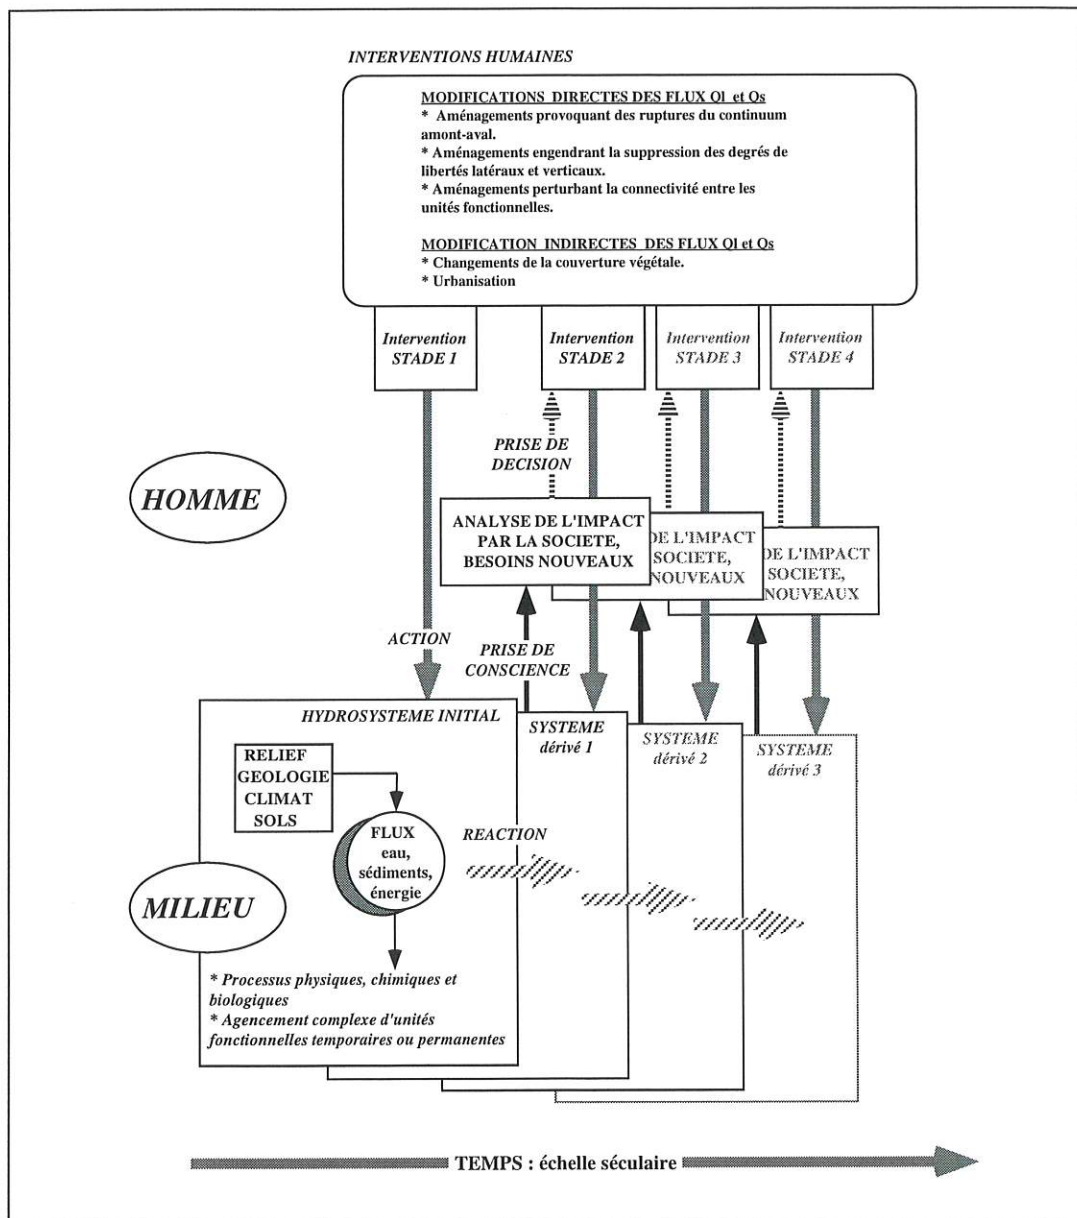 INTERVENTIONS HUMAINES
MODIFICATIONS DIRECTES DES FLUX Ql et Qs
* Aménagements provoquant des ruptures du continuum
amont-aval.
* Aménagements engendrant la suppression des degrés de
libertés latéraux et verticaux.
* Aménagements perturbant la connectivité entre les
unités fonctionnelles.
MODIFICATION INDIRECTES DES FLUX Ql et Qs
* Changements de la couverture végétale.
* Urbanisation
Intervention
STADE 1
Intervention
STADE 2
Intervention
STADE 3
Intervention
STADE 4
PRISE DE
DECISION
HOMME
ANALYSE DE L'IMPACT
PAR LA SOCIETE,
BESOINS NOUVEAUX
DE L'IMPACT
SOCIETE,
NOUVEAUX
DE L'IMPACT
SOCIETE,
NOUVEAUX
ACTION
PRISE DE
CONSCIENCE
HYDROSYSTEME INITIAL
SYSTEME
dérivé 1
SYSTEME
dérivé 2
SYSTEME
dérivé 3
RELIEF
GEOLOGIE
CLIMAT
SOLS
FLUX
eau,
sédiments,
énergie
REACTION
MILIEU
* Processus physiques, chimiques et
biologiques
* Agencement complexe d'unités
fonctionnelles temporaires ou permanentes
TEMPS : échelle séculaire